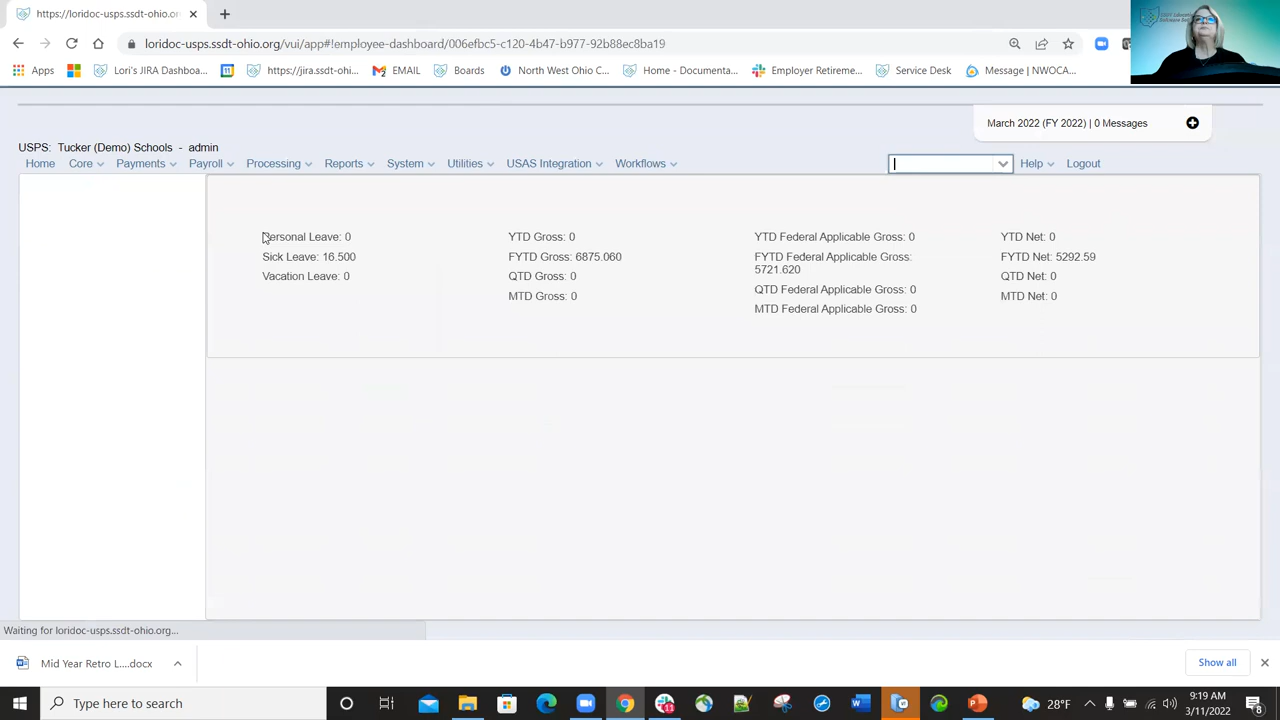 https://loridoc-usps.ssdt-ohio.or
loridoc-usps.ssdt-ohio.org/vui/app#!employee-dashboard/006efbc5-c120-4b47-b977-92b88ec8ba19
Apps Lori's JIRA Dashboa... https://jira.ssdt-ohi... EMAIL Boards North West Ohio C... Home - Documenta... Employer Retireme... Service Desk Message | NWOCA...
March 2022 (FY 2022) | 0 Messages
USPS: Tucker (Demo) Schools - admin
Home Core Payments Payroll Processing Reports System Utilities USAS Integration Workflows Help Logout
Personal Leave: 0 YTD Gross: 0 YTD Federal Applicable Gross: 0 YTD Net: 0
Sick Leave: 16.500 FYTD Gross: 6875.060 FYTD Federal Applicable Gross: 5721.620 FYTD Net: 5292.59
Vacation Leave: 0 QTD Gross: 0 QTD Federal Applicable Gross: 0 QTD Net: 0
MTD Gross: 0 MTD Federal Applicable Gross: 0 MTD Net: 0
Waiting for loridoc-usps.ssdt-ohio.org...
Mid Year Retro L....docx Show all
Type here to search 28°F 9:19 AM
3/11/2022